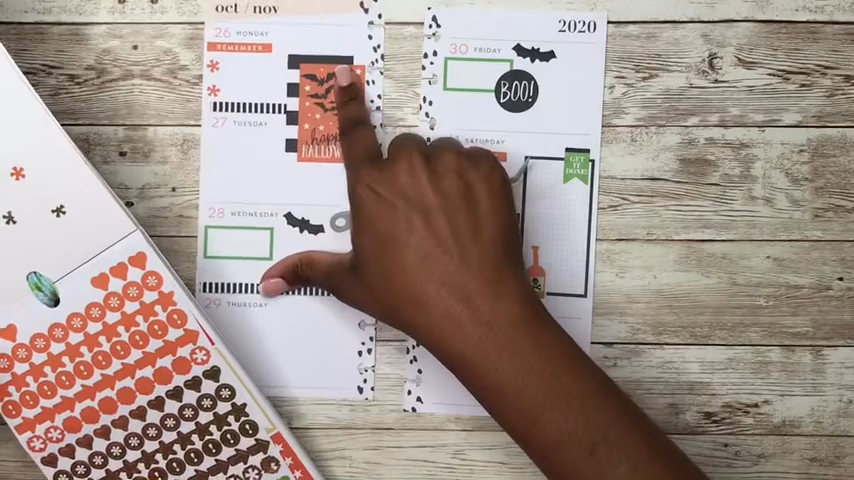 oct / nov
26 MONDAY
REMEMBER
27 TUESDAY
HALLOW
28 WEDNESDAY
29 THURSDAY
2020
30 FRIDAY
BOO!
SATURDAY
GET
IT
DONE